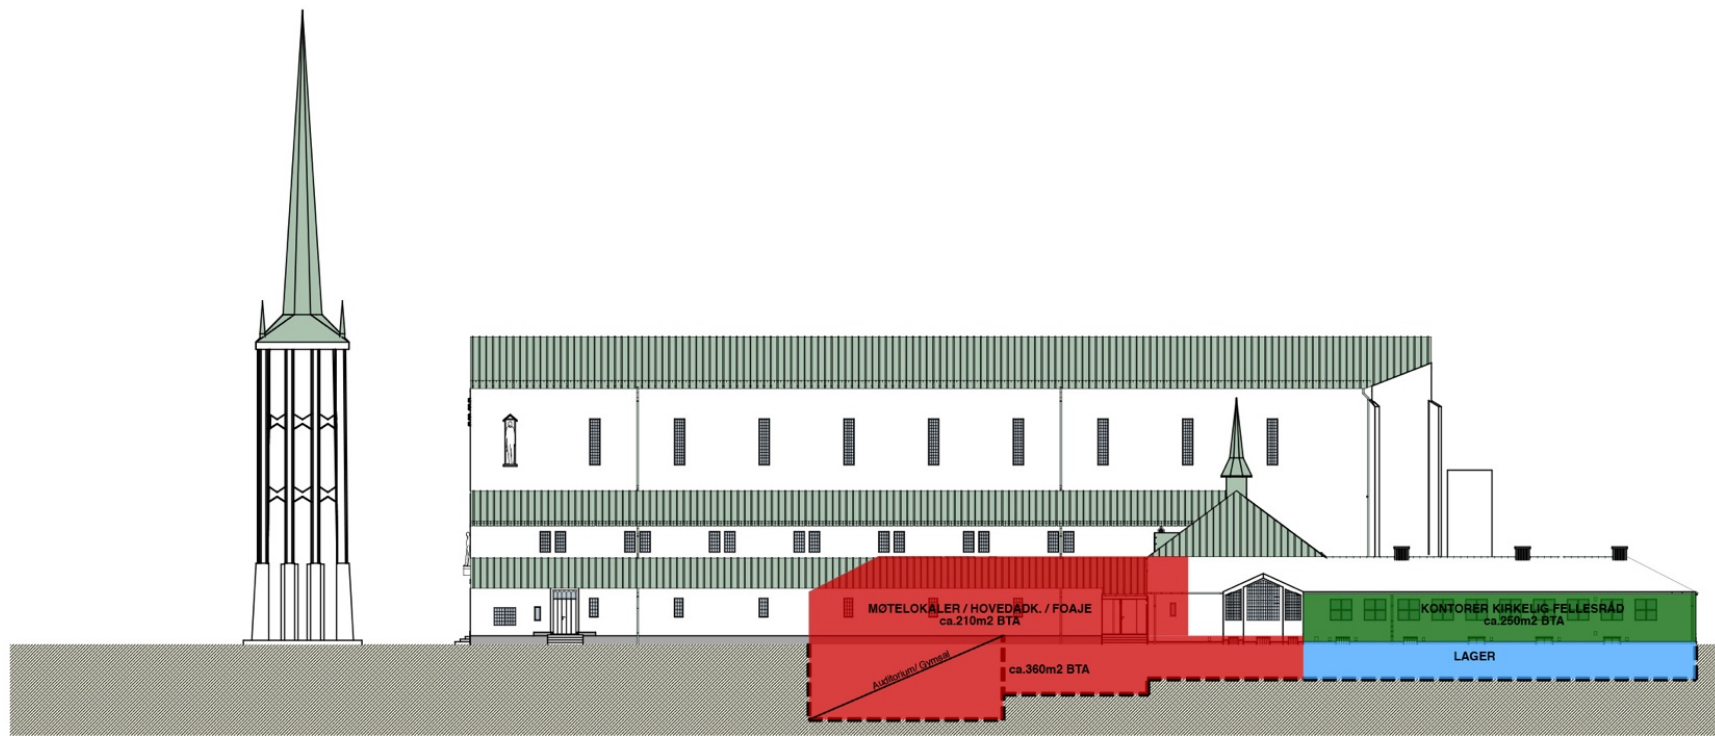 MØTELOKALER / HOVEDADK. / FOAJE
ca.210m2 BTA
KONTORER KIRKELIG FELLESRÅD
ca.250m2 BTA
Auditorium/ Gymsal
ca.360m2 BTA
LAGER